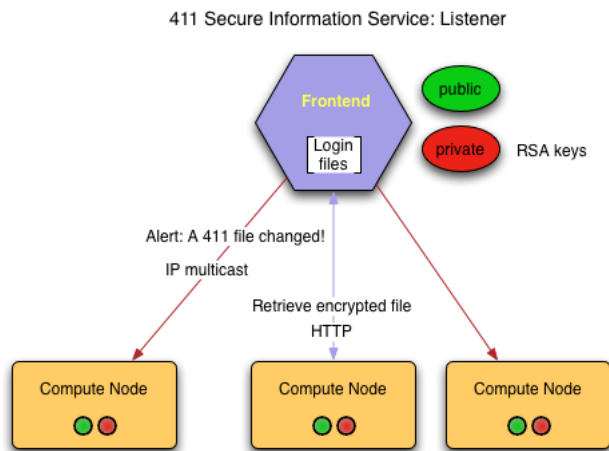 411 Secure Information Service: Listener
Frontend
public
Login
files
private
RSA keys
Alert: A 411 file changed!
IP multicast
Retrieve encrypted file
HTTP
Compute Node
Compute Node
Compute Node